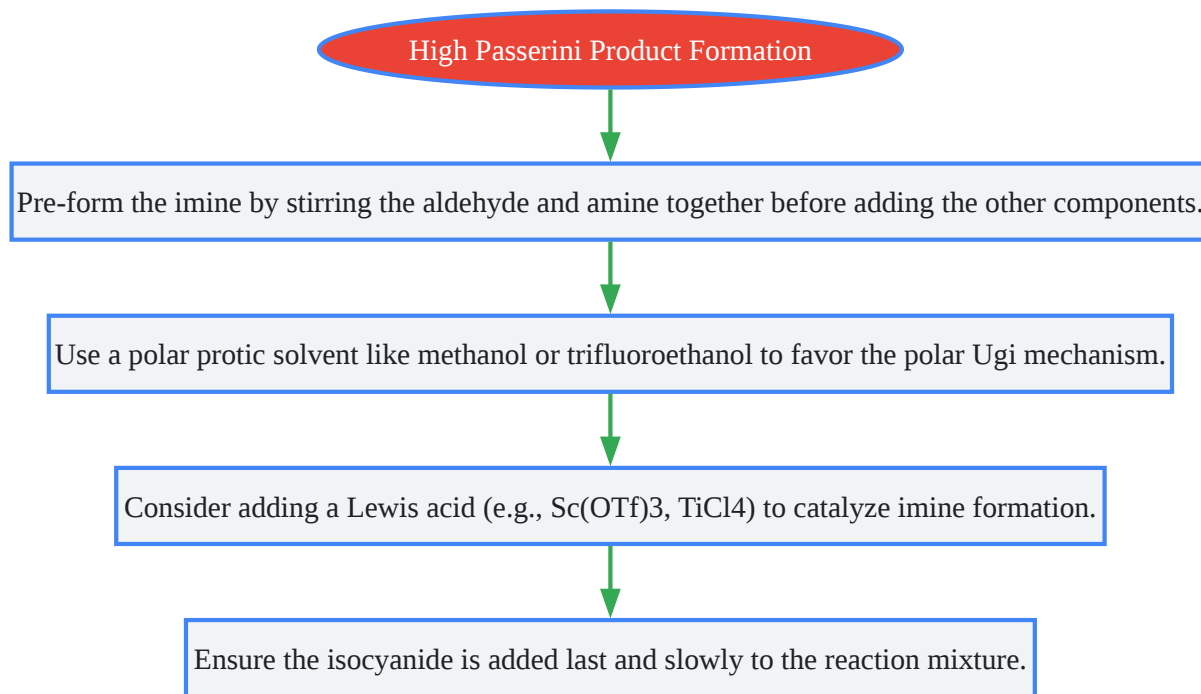 High Passerini Product Formation
Pre-form the imine by stirring the aldehyde and amine together before adding the other components.
Use a polar protic solvent like methanol or trifluoroethanol to favor the polar Ugi mechanism.
Consider adding a Lewis acid (e.g., Sc(OTf)3, TiCl4) to catalyze imine formation.
Ensure the isocyanide is added last and slowly to the reaction mixture.